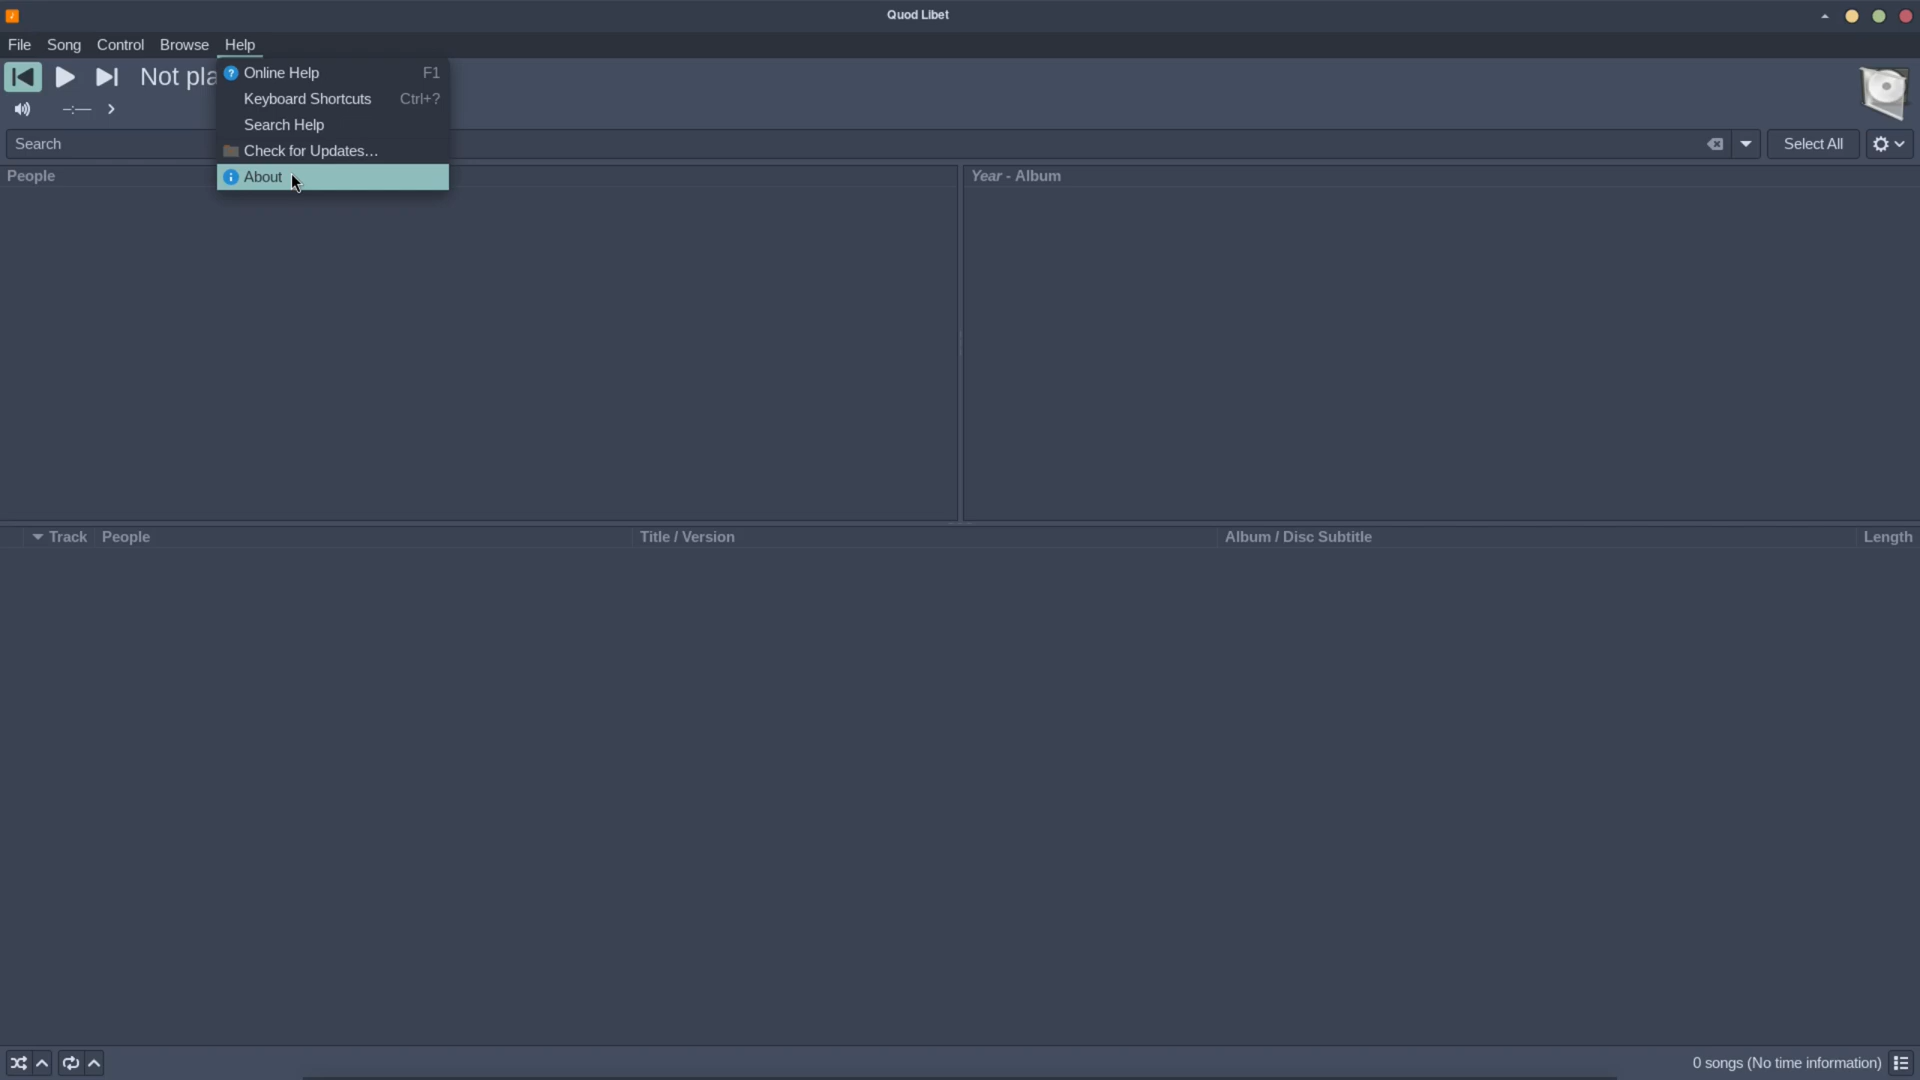 Quod Libet
File Song Control Browse Help
Not pla
Online Help F1
Keyboard Shortcuts Ctrl+?
Search Help
Check for Updates…
About
–:––
Search
Select All
People
Year - Album
Track People Title / Version Album / Disc Subtitle Length
0 songs (No time information)